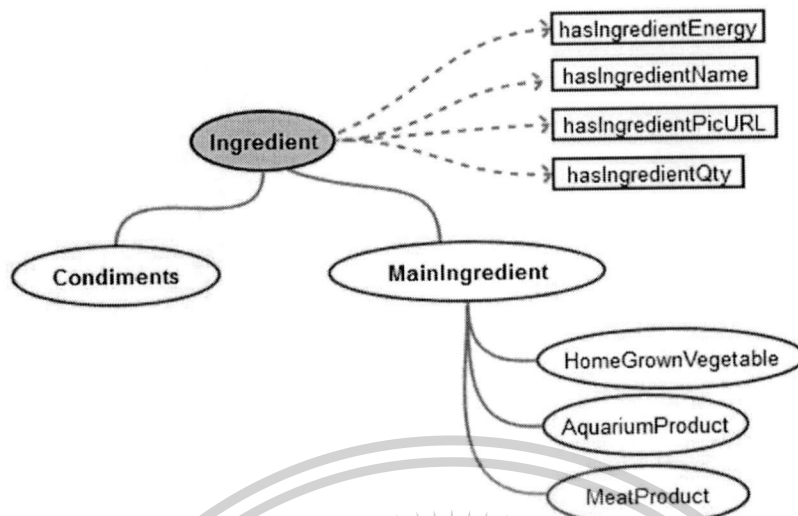 hasIngredientEnergy
hasIngredientName
hasIngredientPicURL
hasIngredientQty
Ingredient
Condiments
MainIngredient
HomeGrownVegetable
AquariumProduct
MeatProduct